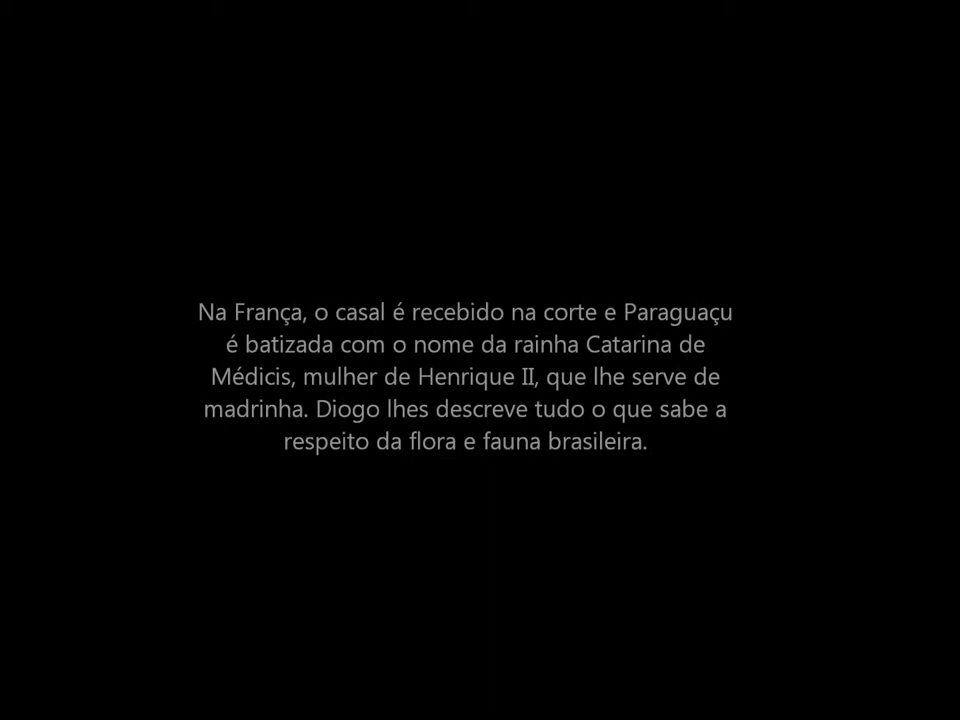 Na França, o casal é recebido na corte e Paraguaçu
é batizada com o nome da rainha Catarina de
Médicis, mulher de Henrique II, que lhe serve de
madrinha. Diogo lhes descreve tudo o que sabe a
respeito da flora e fauna brasileira.